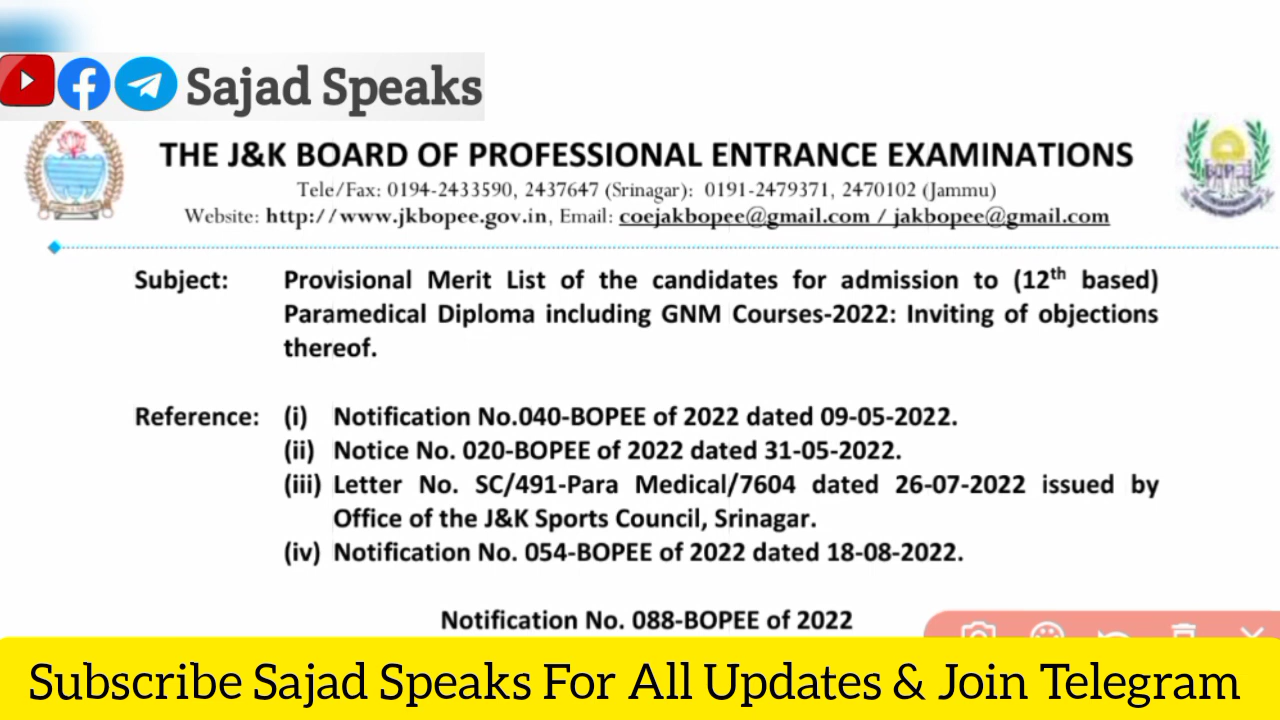 Sajad Speaks
THE J&K BOARD OF PROFESSIONAL ENTRANCE EXAMINATIONS
Tele/Fax: 0194-2433590, 2437647 (Srinagar): 0191-2479371, 2470102 (Jammu)
Website: http://www.jkbopee.gov.in, Email: coejakbopee@gmail.com / jakbopee@gmail.com
BOPEE
Subject: Provisional Merit List of the candidates for admission to (12th based)
Paramedical Diploma including GNM Courses-2022: Inviting of objections
thereof.
Reference: (i) Notification No.040-BOPEE of 2022 dated 09-05-2022.
(ii) Notice No. 020-BOPEE of 2022 dated 31-05-2022.
(iii) Letter No. SC/491-Para Medical/7604 dated 26-07-2022 issued by
Office of the J&K Sports Council, Srinagar.
(iv) Notification No. 054-BOPEE of 2022 dated 18-08-2022.
Notification No. 088-BOPEE of 2022
Subscribe Sajad Speaks For All Updates & Join Telegram